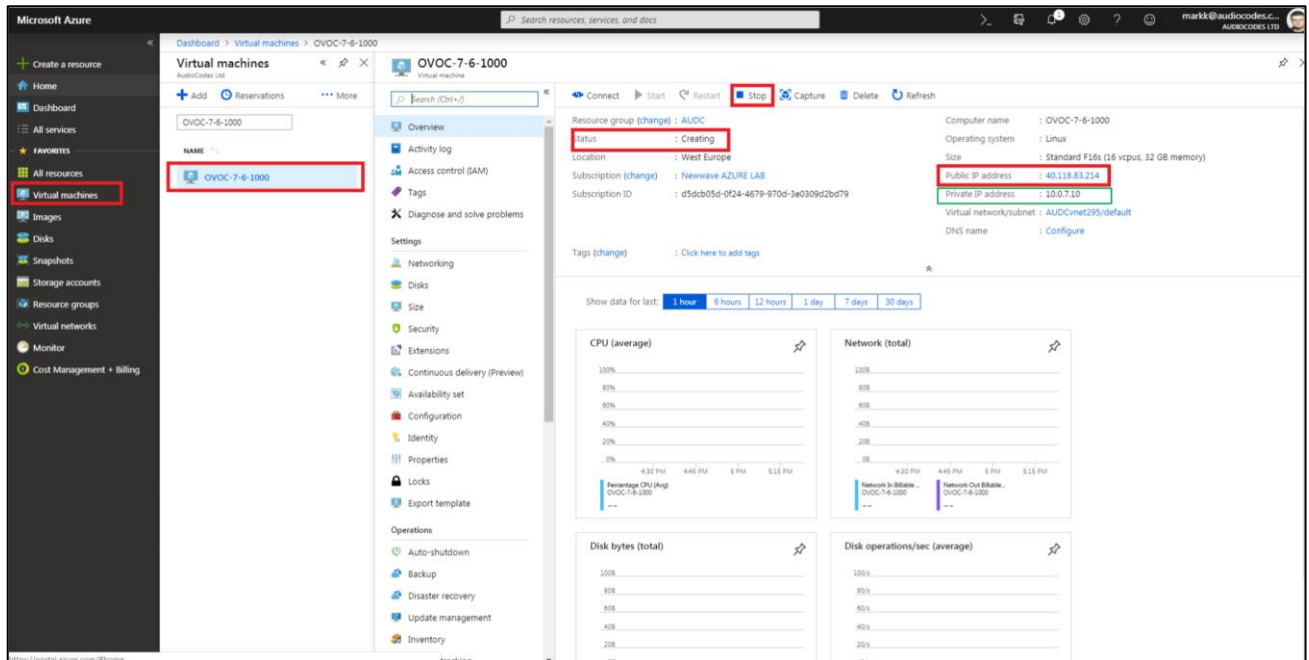 Microsoft Azure
Search resources, services, and docs
markk@audiocodes.c...
AUDIOCODES LTD
Create a resource
Home
Dashboard
All services
FAVORITES
All resources
Virtual machines
Images
Disks
Snapshots
Storage accounts
Resource groups
Virtual networks
Monitor
Cost Management + Billing
Dashboard > Virtual machines > OVOC-7-6-1000
Virtual machines
AudioCodes Ltd
Add Reservations ••• More
OVOC-7-6-1000
NAME
OVOC-7-6-1000
OVOC-7-6-1000
Virtual machine
Search (Ctrl+/)
Overview
Activity log
Access control (IAM)
Tags
Diagnose and solve problems
Settings
Networking
Disks
Size
Security
Extensions
Continuous delivery (Preview)
Availability set
Configuration
Identity
Properties
Locks
Export template
Operations
Auto-shutdown
Backup
Disaster recovery
Update management
Inventory
Connect Start Restart Stop Capture Delete Refresh
Resource group (change) : AUDC
Status : Creating
Location : West Europe
Subscription (change) : Newwave AZURE LAB
Subscription ID : d5dcb05d-0f24-4679-970d-3e0309d2bd79
Computer name : OVOC-7-6-1000
Operating system : Linux
Size : Standard F16s (16 vcpus, 32 GB memory)
Public IP address : 40.118.83.214
Private IP address : 10.0.7.10
Virtual network/subnet : AUDCvnet295/default
DNS name : Configure
Tags (change) : Click here to add tags
Show data for last: 1 hour 6 hours 12 hours 1 day 7 days 30 days
CPU (average)
100%
80%
60%
40%
20%
0%
4:30 PM 4:45 PM 5 PM 5:15 PM
Percentage CPU (Avg)
OVOC-7-6-1000
--
Network (total)
100B
80B
60B
40B
20B
0B
4:30 PM 4:45 PM 5 PM 5:15 PM
Network In Billable ...
OVOC-7-6-1000
--
Network Out Billable...
OVOC-7-6-1000
--
Disk bytes (total)
100B
80B
60B
40B
20B
Disk operations/sec (average)
100/s
80/s
60/s
40/s
20/s